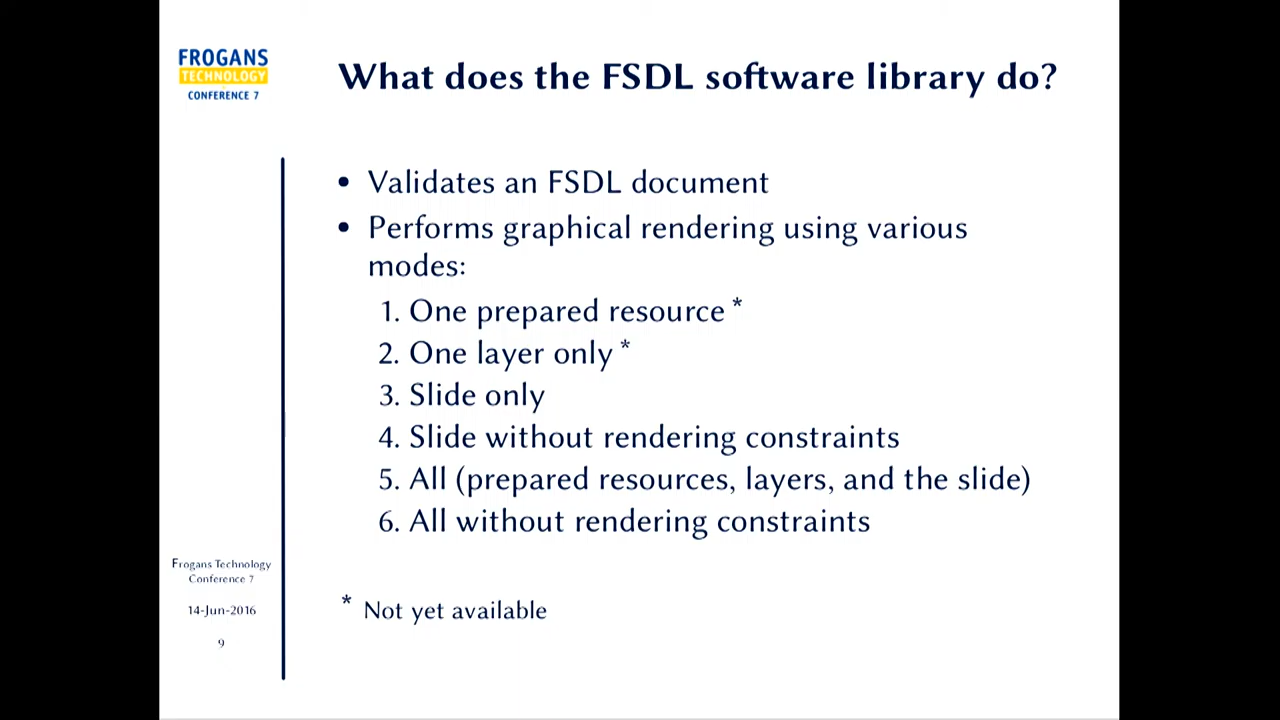 FROGANS
TECHNOLOGY
CONFERENCE 7
What does the FSDL software library do?
• Validates an FSDL document
• Performs graphical rendering using various
modes:
1. One prepared resource *
2. One layer only *
3. Slide only
4. Slide without rendering constraints
5. All (prepared resources, layers, and the slide)
6. All without rendering constraints
* Not yet available
Frogans Technology
Conference 7
14-Jun-2016
9